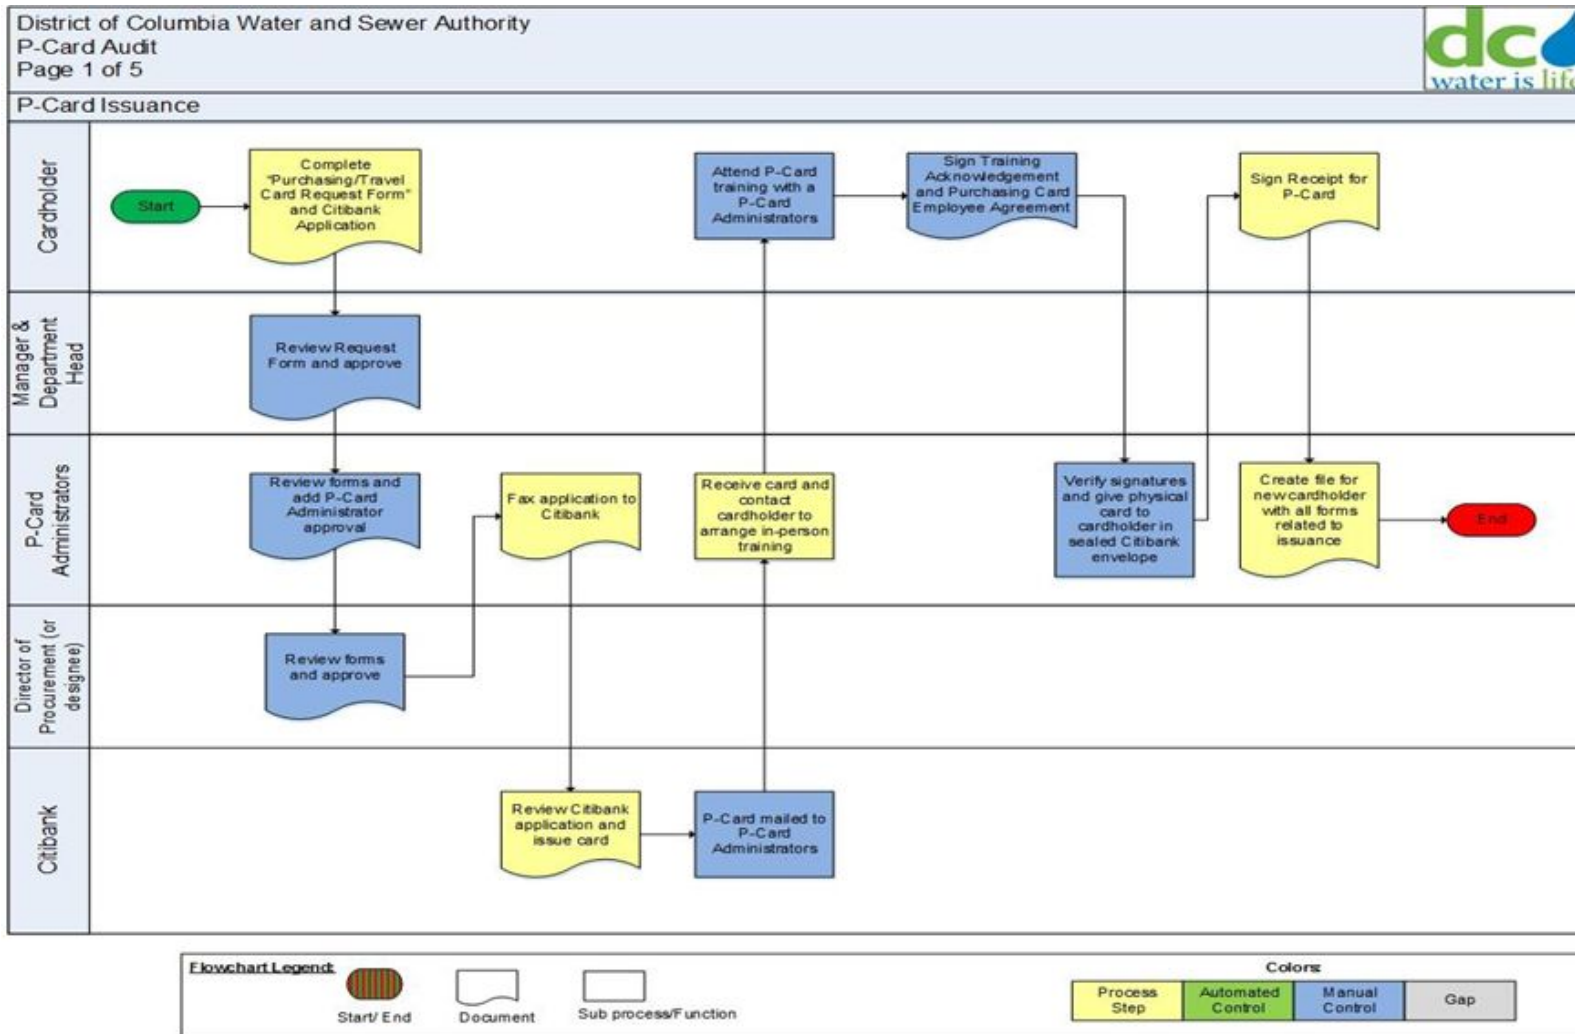 District of Columbia Water and Sewer Authority
P-Card Audit
Page 1 of 5
dc
water is life
P-Card Issuance
Cardholder
Start
Complete
"Purchasing/Travel
Card Request Form"
and Citibank
Application
Attend P-Card
training with a
P-Card
Administrators
Sign Training
Acknowledgement
and Purchasing Card
Employee Agreement
Sign Receipt for
P-Card
Manager &
Department
Head
Review Request
Form and approve
P-Card
Administrators
Review forms and
add P-Card
Administrator
approval
Fax application to
Citibank
Receive card and
contact
cardholder to
arrange in-person
training
Verify signatures
and give physical
card to
cardholder in
sealed Citibank
envelope
Create file for
new cardholder
with all forms
related to
issuance
End
Director of
Procurement (or
designee)
Review forms
and approve
Citibank
Review Citibank
application and
issue card
P-Card mailed to
P-Card
Administrators
Flowchart Legend:
Start/ End
Document
Sub process/Function
Colors:
Process
Step
Automated
Control
Manual
Control
Gap